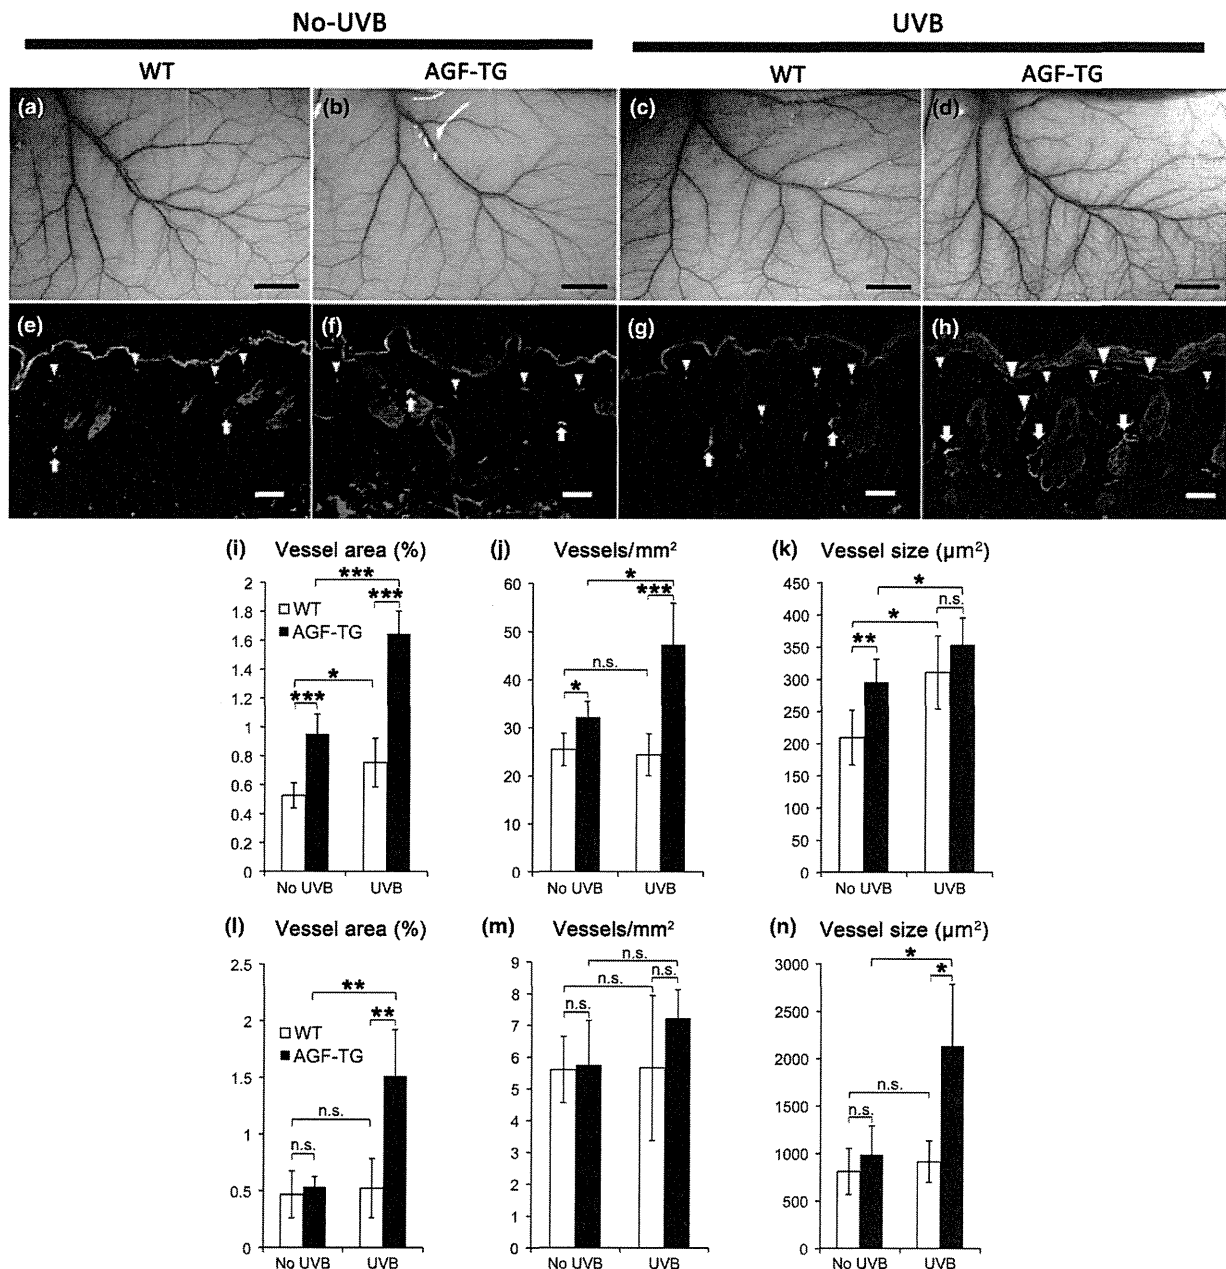 No-UVB UVB
WT AGF-TG WT AGF-TG
(a) (b) (c) (d)
(e) (f) (g) (h)
(i) Vessel area (%)
2
1.8
1.6
1.4
1.2
1
0.8
0.6
0.4
0.2
0
WT
AGF-TG
***
***
*
***
No UVB UVB
(j) Vessels/mm²
60
50
40
30
20
10
0
*
***
n.s.
*
No UVB UVB
(k) Vessel size (µm²)
450
400
350
300
250
200
150
100
50
0
*
n.s.
*
**
No UVB UVB
(l) Vessel area (%)
2.5
2
1.5
1
0.5
0
WT
AGF-TG
**
**
n.s.
n.s.
No UVB UVB
(m) Vessels/mm²
9
8
7
6
5
4
3
2
1
0
n.s.
n.s.
n.s.
n.s.
No UVB UVB
(n) Vessel size (µm²)
3000
2500
2000
1500
1000
500
0
*
*
n.s.
n.s.
No UVB UVB